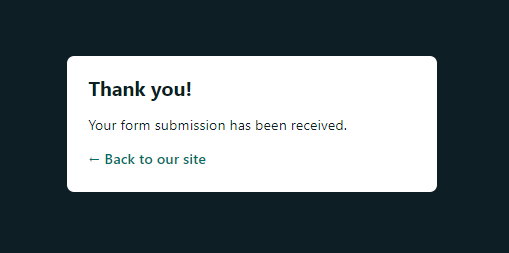 Thank you!
Your form submission has been received.
← Back to our site